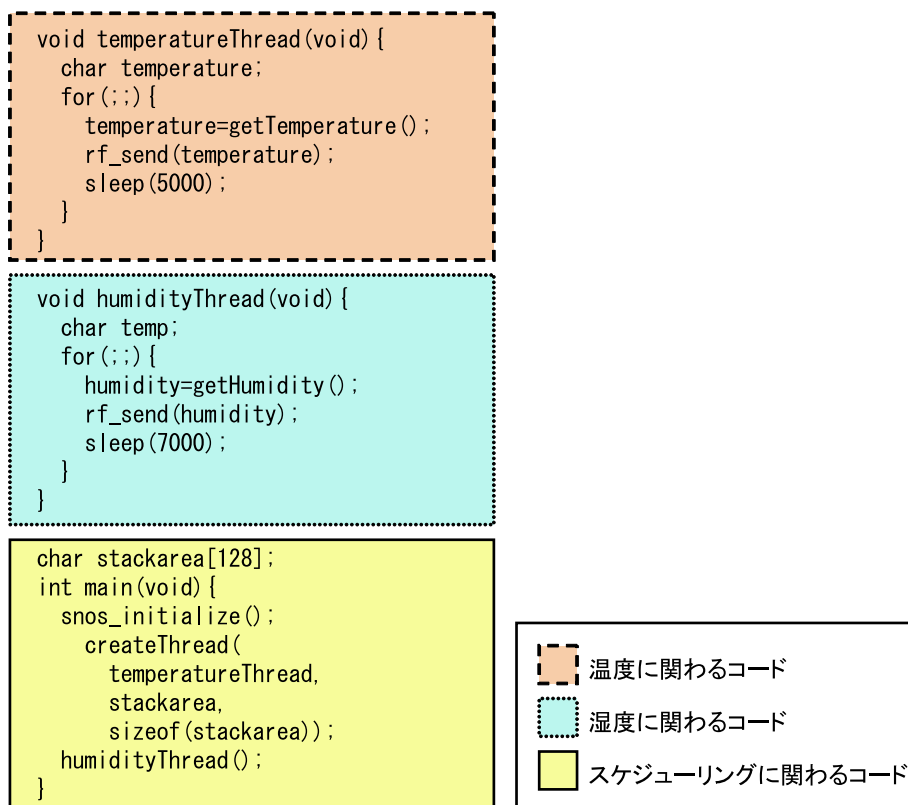 void temperatureThread(void){
  char temperature;
  for(;;){
    temperature=getTemperature();
    rf_send(temperature);
    sleep(5000);
  }
}
void humidityThread(void){
  char temp;
  for(;;){
    humidity=getHumidity();
    rf_send(humidity);
    sleep(7000);
  }
}
char stackarea[128];
int main(void){
  snos_initialize();
    createThread(
      temperatureThread,
      stackarea,
      sizeof(stackarea));
  humidityThread();
}
温度に関わるコード
湿度に関わるコード
スケジューリングに関わるコード